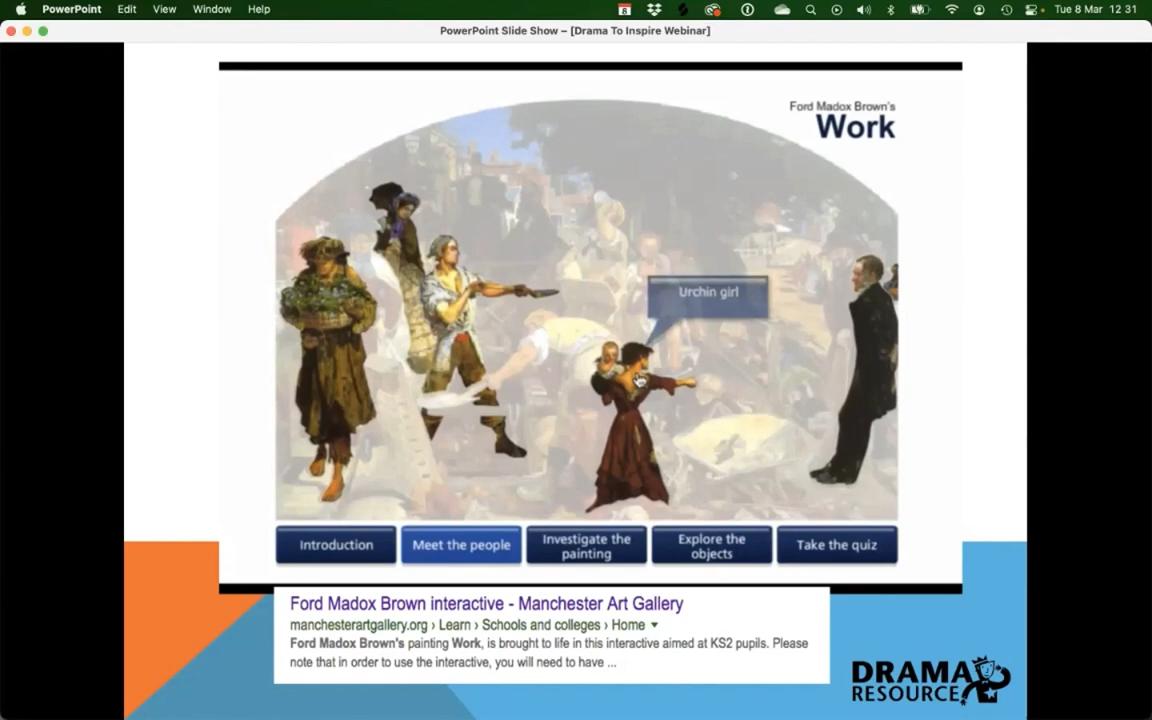 PowerPoint Edit View Window Help
8
Tue 8 Mar 12 31
PowerPoint Slide Show – [Drama To Inspire Webinar]
Ford Madox Brown's
Work
Urchin girl
Introduction
Meet the people
Investigate the
painting
Explore the
objects
Take the quiz
Ford Madox Brown interactive - Manchester Art Gallery
manchesterartgallery.org › Learn › Schools and colleges › Home
Ford Madox Brown's painting Work, is brought to life in this interactive aimed at KS2 pupils. Please
note that in order to use the interactive, you will need to have ...
DRAMA
RESOURCE